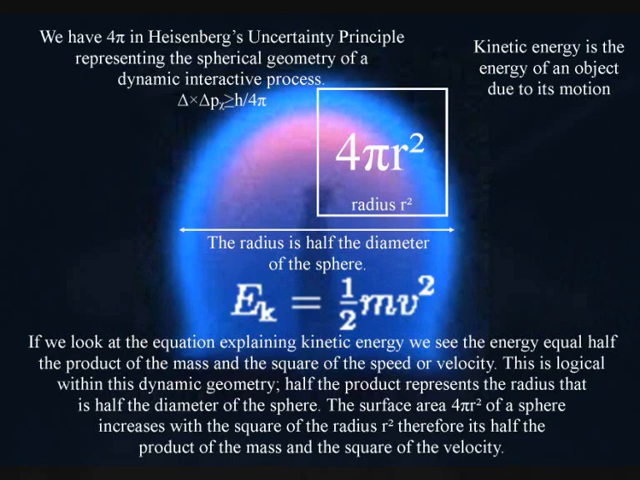 We have 4π in Heisenberg's Uncertainty Principle
representing the spherical geometry of a
dynamic interactive process.
Δ×Δpᵪ≥h/4π
Kinetic energy is the
energy of an object
due to its motion
4πr²
radius r²
The radius is half the diameter
of the sphere.
Eₖ = ½mv²
If we look at the equation explaining kinetic energy we see the energy equal half
the product of the mass and the square of the speed or velocity. This is logical
within this dynamic geometry; half the product represents the radius that
is half the diameter of the sphere. The surface area 4πr² of a sphere
increases with the square of the radius r² therefore its half the
product of the mass and the square of the velocity.